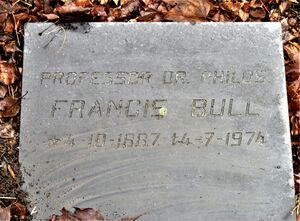 PROFESSOR DR. PHILOS
FRANCIS BULL
*4-10-1887 14-7-1974